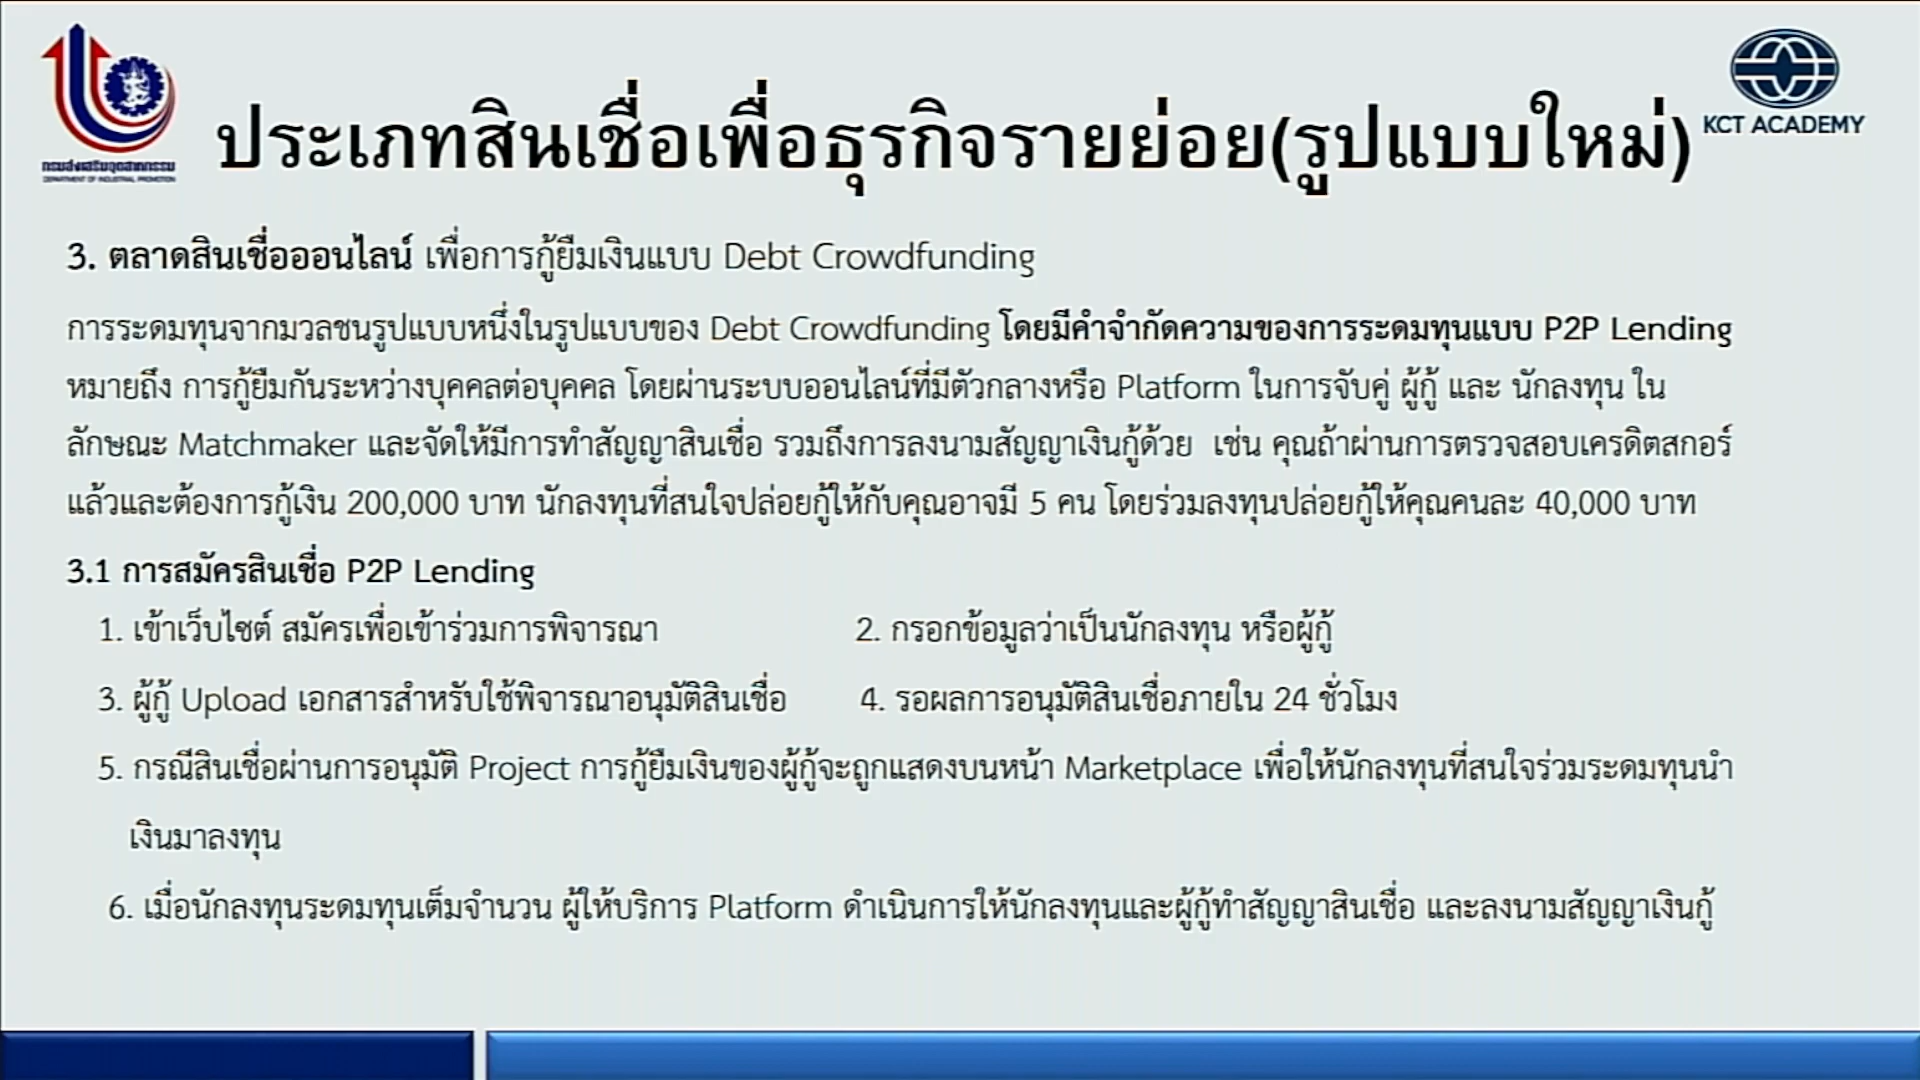 กรมส่งเสริมอุตสาหกรรม
DEPARTMENT OF INDUSTRIAL PROMOTION
KCT ACADEMY
ประเภทสินเชื่อเพื่อธุรกิจรายย่อย(รูปแบบใหม่)
3. ตลาดสินเชื่อออนไลน์ เพื่อการกู้ยืมเงินแบบ Debt Crowdfunding
การระดมทุนจากมวลชนรูปแบบหนึ่งในรูปแบบของ Debt Crowdfunding โดยมีคำจำกัดความของการระดมทุนแบบ P2P Lending
หมายถึง การกู้ยืมกันระหว่างบุคคลต่อบุคคล โดยผ่านระบบออนไลน์ที่มีตัวกลางหรือ Platform ในการจับคู่ ผู้กู้ และ นักลงทุน ใน
ลักษณะ Matchmaker และจัดให้มีการทำสัญญาสินเชื่อ รวมถึงการลงนามสัญญาเงินกู้ด้วย เช่น คุณถ้าผ่านการตรวจสอบเครดิตสกอร์
แล้วและต้องการกู้เงิน 200,000 บาท นักลงทุนที่สนใจปล่อยกู้ให้กับคุณอาจมี 5 คน โดยร่วมลงทุนปล่อยกู้ให้คุณคนละ 40,000 บาท
3.1 การสมัครสินเชื่อ P2P Lending
1. เข้าเว็บไซต์ สมัครเพื่อเข้าร่วมการพิจารณา 2. กรอกข้อมูลว่าเป็นนักลงทุน หรือผู้กู้
3. ผู้กู้ Upload เอกสารสำหรับใช้พิจารณาอนุมัติสินเชื่อ 4. รอผลการอนุมัติสินเชื่อภายใน 24 ชั่วโมง
5. กรณีสินเชื่อผ่านการอนุมัติ Project การกู้ยืมเงินของผู้กู้จะถูกแสดงบนหน้า Marketplace เพื่อให้นักลงทุนที่สนใจร่วมระดมทุนนำ
เงินมาลงทุน
6. เมื่อนักลงทุนระดมทุนเต็มจำนวน ผู้ให้บริการ Platform ดำเนินการให้นักลงทุนและผู้กู้ทำสัญญาสินเชื่อ และลงนามสัญญาเงินกู้